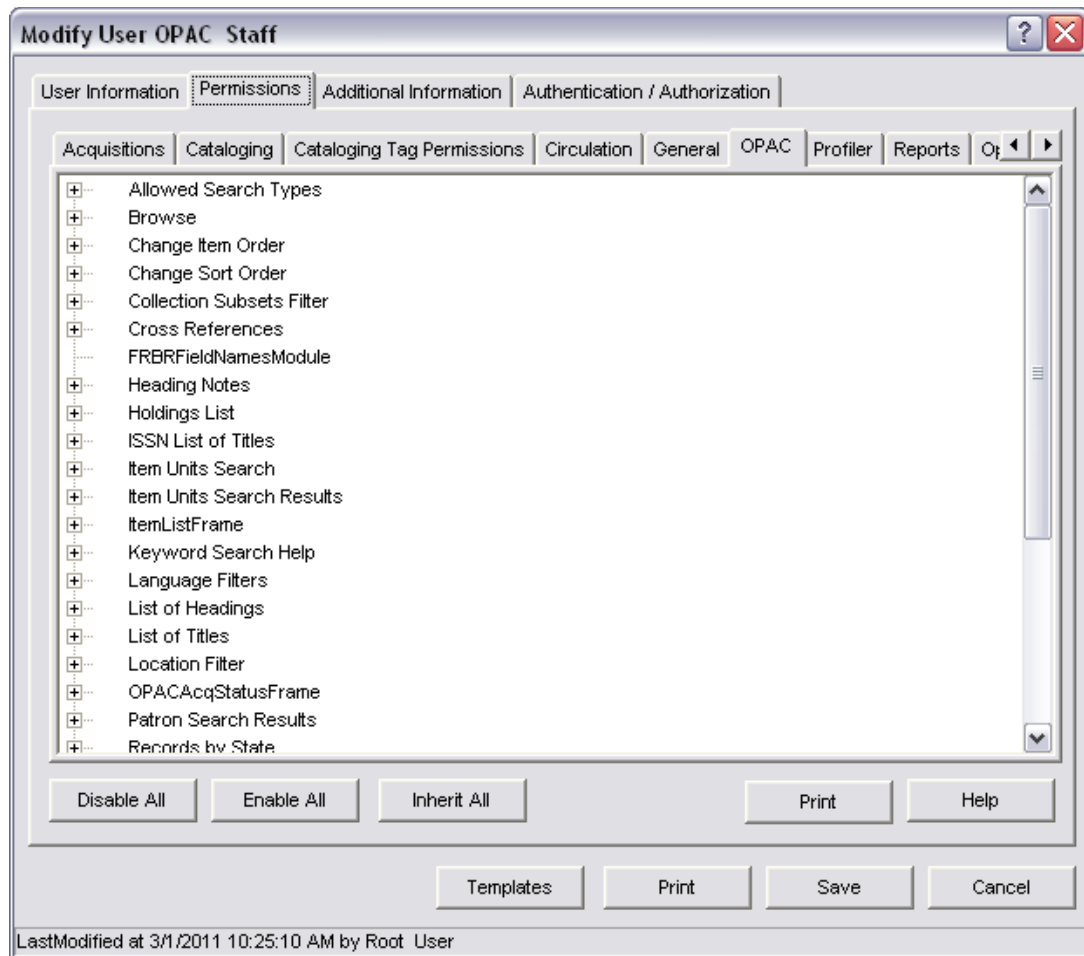 Modify User OPAC  Staff
User Information Permissions Additional Information Authentication / Authorization
Acquisitions Cataloging Cataloging Tag Permissions Circulation General OPAC Profiler Reports
Allowed Search Types
Browse
Change Item Order
Change Sort Order
Collection Subsets Filter
Cross References
FRBRFieldNamesModule
Heading Notes
Holdings List
ISSN List of Titles
Item Units Search
Item Units Search Results
ItemListFrame
Keyword Search Help
Language Filters
List of Headings
List of Titles
Location Filter
OPACAcqStatusFrame
Patron Search Results
Records by State
Disable All Enable All Inherit All Print Help
Templates Print Save Cancel
LastModified at 3/1/2011 10:25:10 AM by Root  User